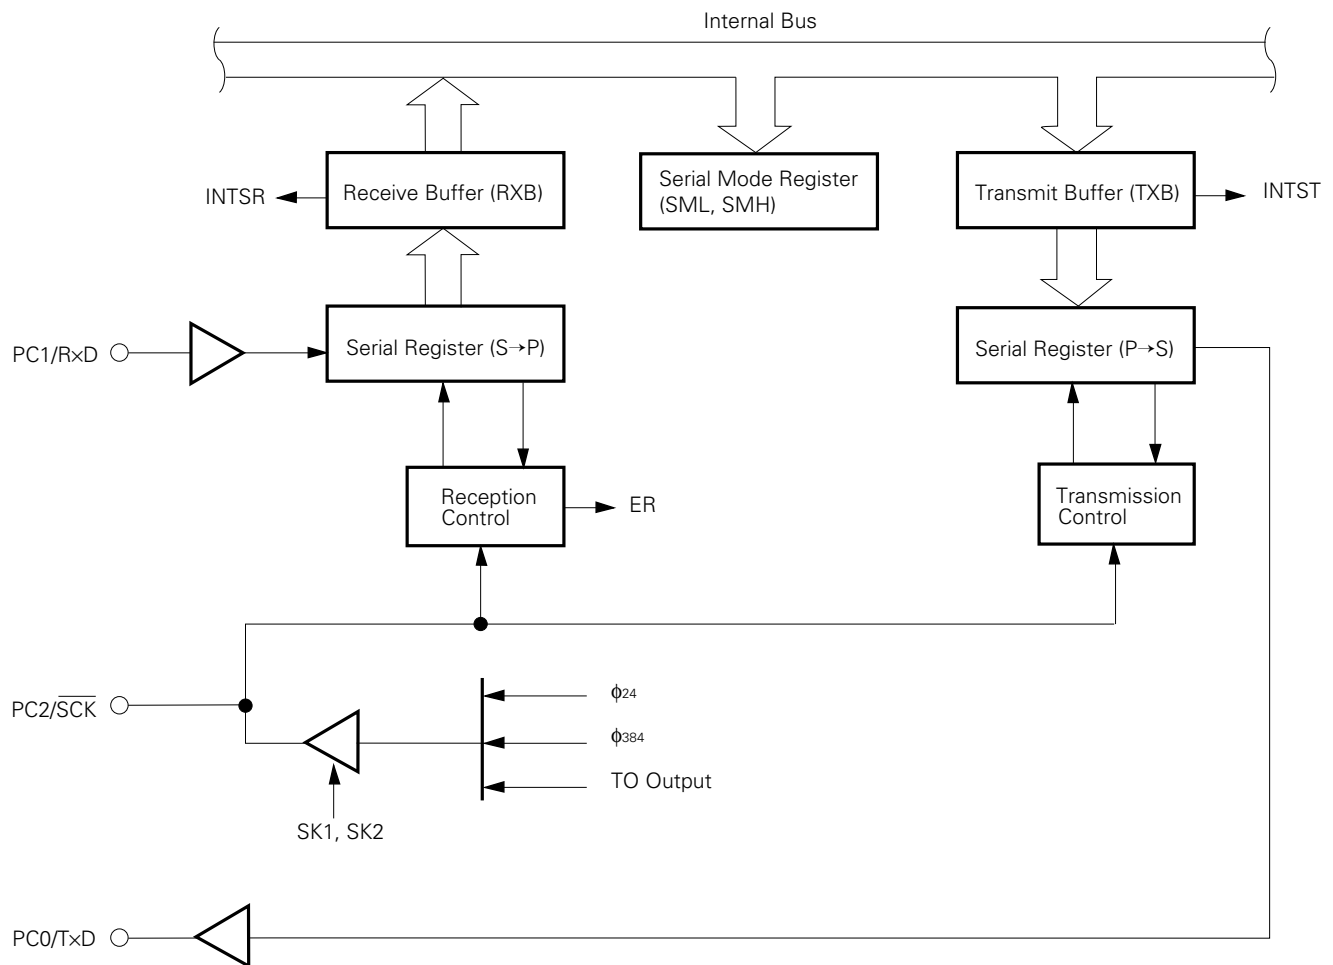 Internal Bus
INTSR
Receive Buffer (RXB)
Serial Mode Register
(SML, SMH)
Transmit Buffer (TXB)
INTST
PC1/R×D
Serial Register (S→P)
Serial Register (P→S)
Reception
Control
ER
Transmission
Control
PC2/S̅C̅K̅
ϕ24
ϕ384
TO Output
SK1, SK2
PC0/T×D